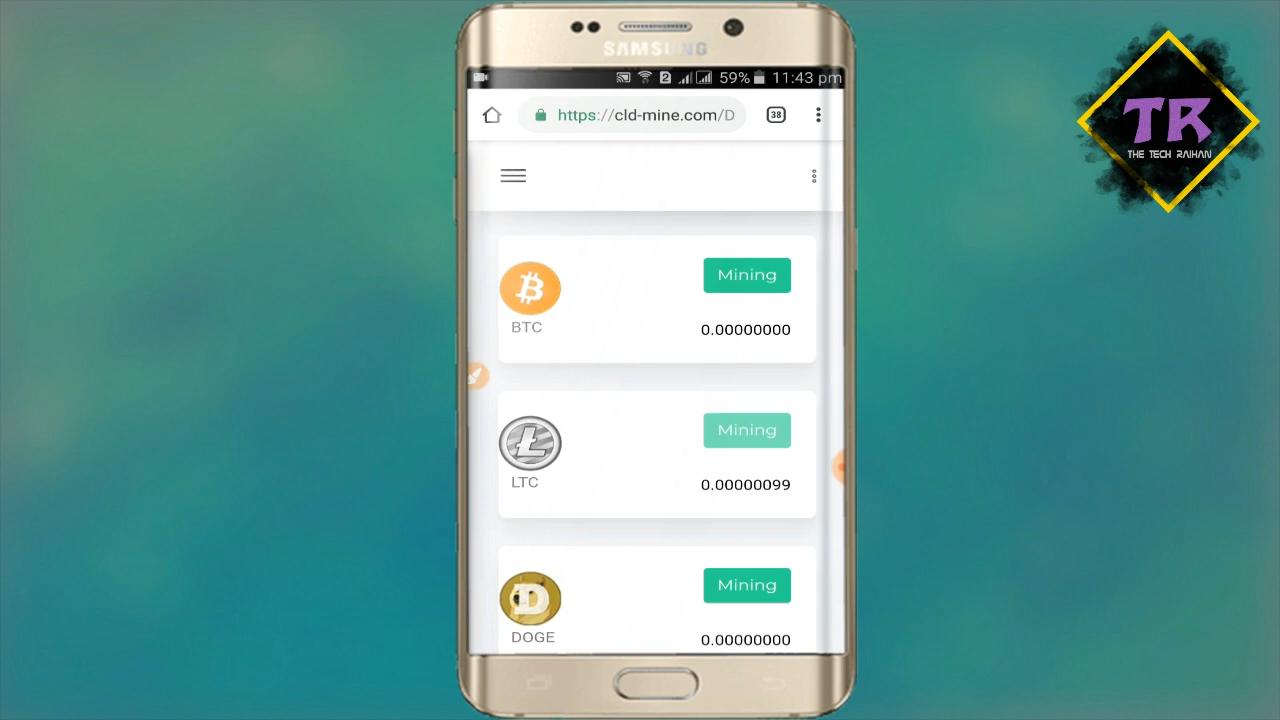 SAMSUNG
2 59% 11:43 pm
https://cld-mine.com/D
38
TR
THE TECH RAIHAN
Mining
BTC
0.00000000
Mining
LTC
0.00000099
Mining
DOGE
0.00000000